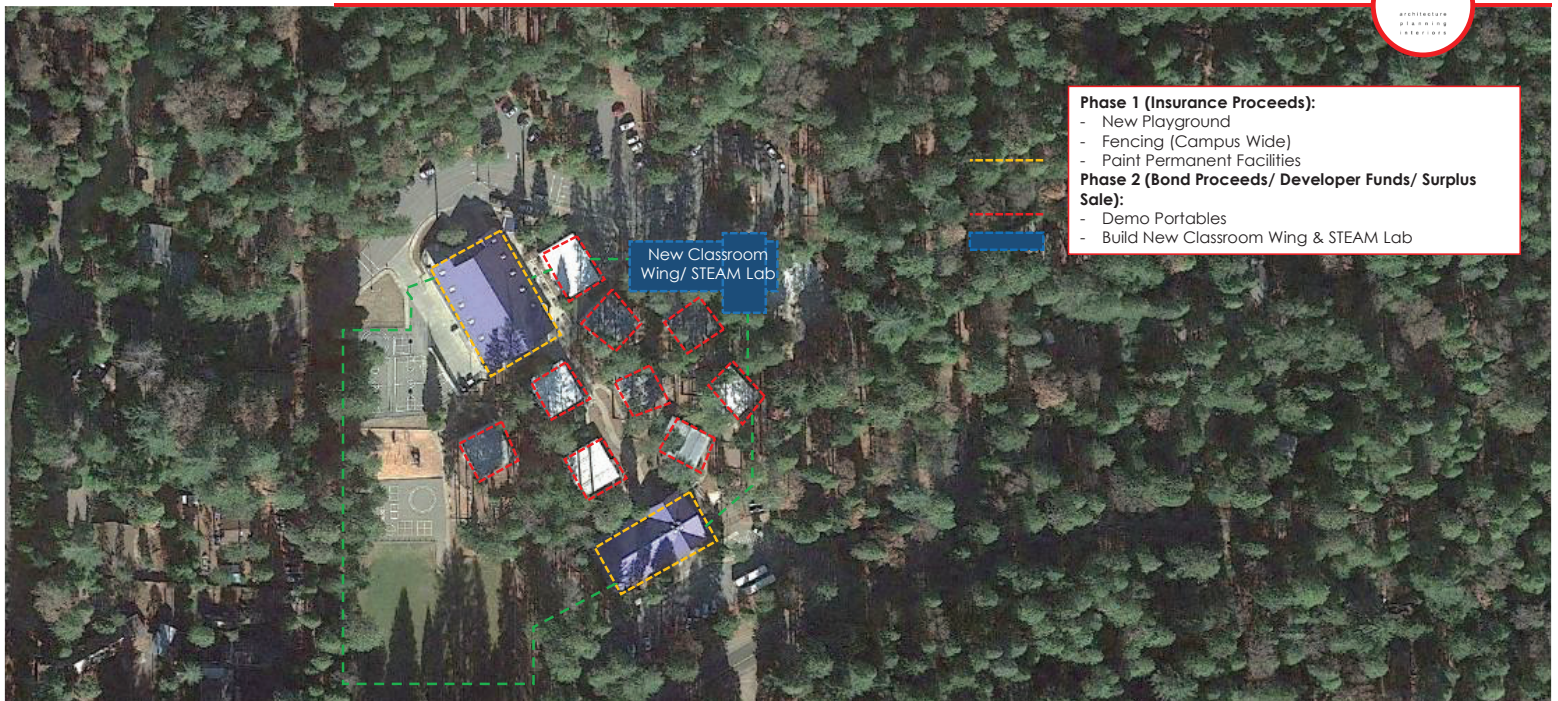 architecture
planning
interiors
Phase 1 (Insurance Proceeds):
- New Playground
- Fencing (Campus Wide)
- Paint Permanent Facilities
Phase 2 (Bond Proceeds/ Developer Funds/ Surplus
Sale):
- Demo Portables
- Build New Classroom Wing & STEAM Lab
New Classroom
Wing/ STEAM Lab